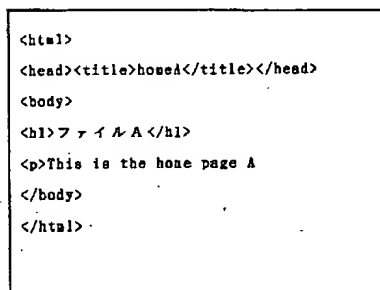 <html>
<head><title>homeA</title></head>
<body>
<h1>ファイルA</h1>
<p>This is the home page A
</body>
</html>